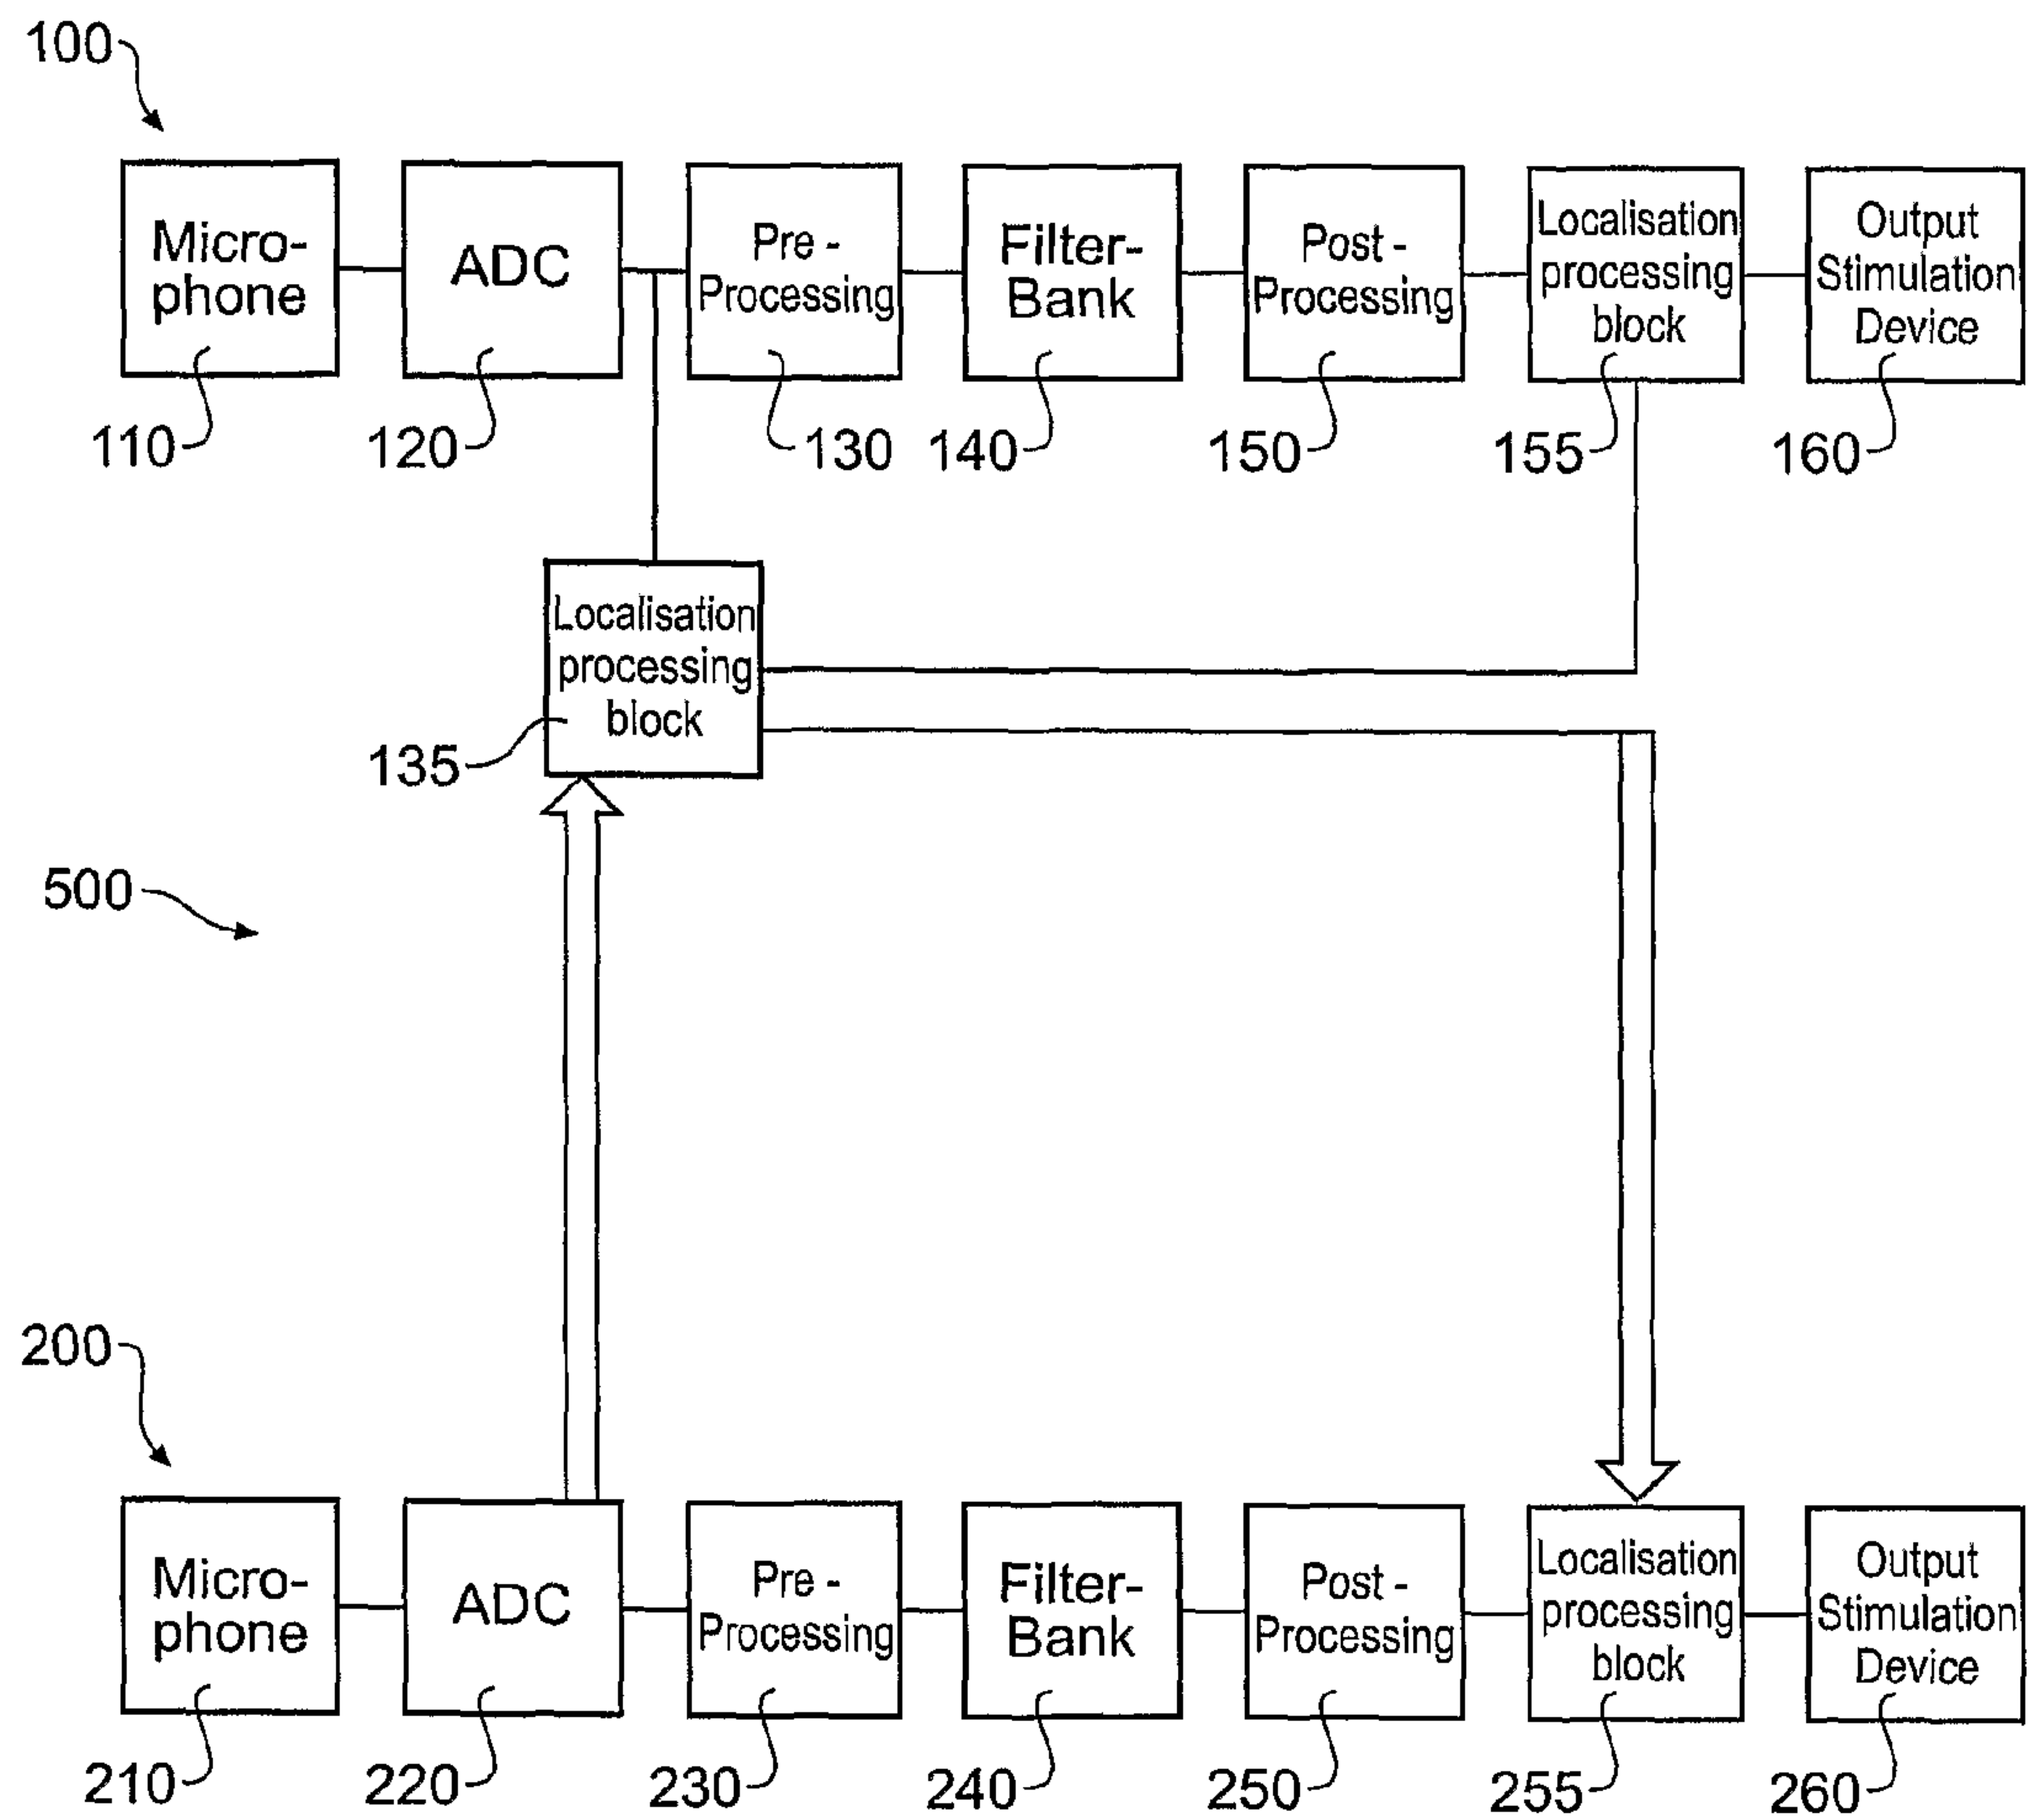 100
Micro-
phone
ADC
Pre -
Processing
Filter-
Bank
Post -
Processing
Localisation
processing
block
Output
Stimulation
Device
110
120
130
140
150
155
160
Localisation
processing
block
135
500
200
Micro-
phone
ADC
Pre -
Processing
Filter-
Bank
Post -
Processing
Localisation
processing
block
Output
Stimulation
Device
210
220
230
240
250
255
260